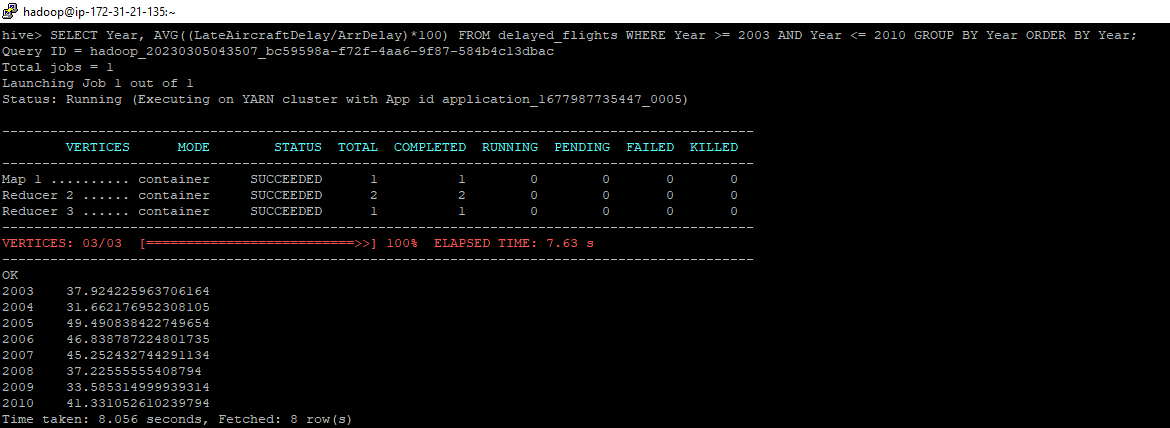 hadoop@ip-172-31-21-135:~
hive> SELECT Year, AVG((LateAircraftDelay/ArrDelay)*100) FROM delayed_flights WHERE Year >= 2003 AND Year <= 2010 GROUP BY Year ORDER BY Year;
Query ID = hadoop_20230305043507_bc59598a-f72f-4aa6-9f87-584b4c13dbac
Total jobs = 1
Launching Job 1 out of 1
Status: Running (Executing on YARN cluster with App id application_1677987735447_0005)
----------------------------------------------------------------------------------------------
VERTICES MODE STATUS TOTAL COMPLETED RUNNING PENDING FAILED KILLED
----------------------------------------------------------------------------------------------
Map 1 .......... container SUCCEEDED 1 1 0 0 0 0
Reducer 2 ...... container SUCCEEDED 2 2 0 0 0 0
Reducer 3 ...... container SUCCEEDED 1 1 0 0 0 0
----------------------------------------------------------------------------------------------
VERTICES: 03/03 [==========================>>] 100% ELAPSED TIME: 7.63 s
----------------------------------------------------------------------------------------------
OK
2003 37.924225963706164
2004 31.662176952308105
2005 49.490838422749654
2006 46.838787224801735
2007 45.252432744291134
2008 37.22555555408794
2009 33.585314999939314
2010 41.331052610239794
Time taken: 8.056 seconds, Fetched: 8 row(s)